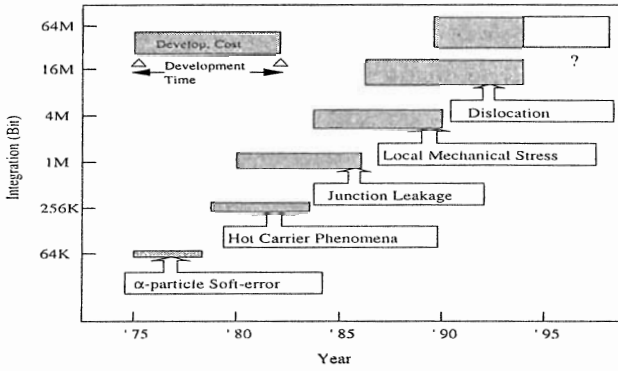 64M
Develop. Cost
Development
Time
?
16M
Dislocation
4M
Local Mechanical Stress
1M
Junction Leakage
256K
Hot Carrier Phenomena
64K
α-particle Soft-error
Integration (Bit)
'75
'80
'85
'90
'95
Year